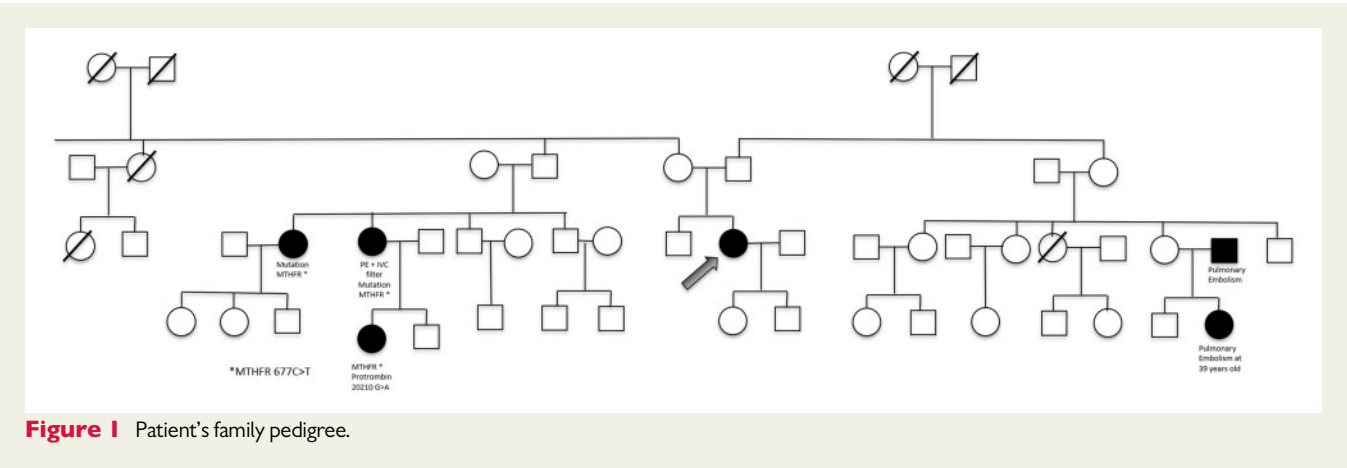 Mutation
MTHFR *
PE + IVC
filter
Mutation
MTHFR *
Pulmonary
Embolism
*MTHFR 677C>T
MTHFR *
Protrombin
20210 G>A
Pulmonary
Embolism at
39 years old
Figure 1 Patient's family pedigree.